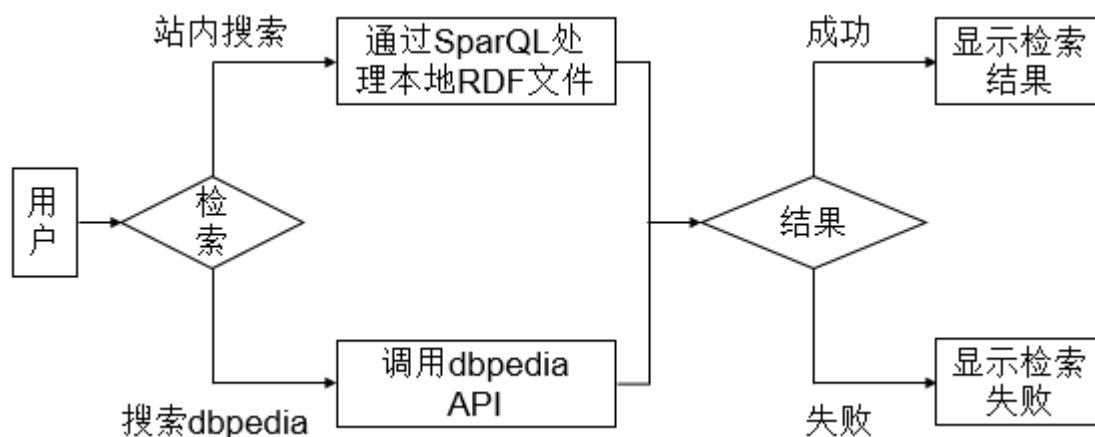 站内搜索
通过SparQL处
理本地RDF文件
成功
显示检索
结果
用
户
检
索
结果
搜索dbpedia
调用dbpedia
API
失败
显示检索
失败